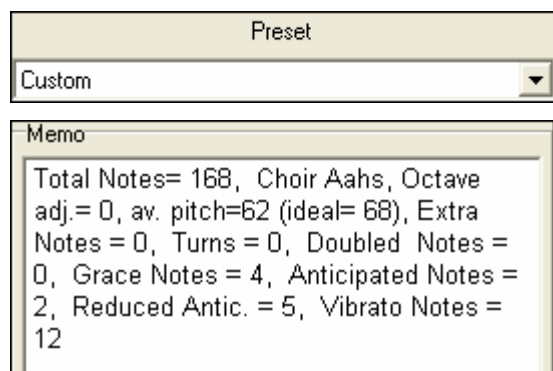 Preset
Custom
Memo
Total Notes= 168,  Choir Aahs, Octave
adj.= 0, av. pitch=62 (ideal= 68), Extra
Notes = 0,  Turns = 0,  Doubled  Notes =
0,  Grace Notes = 4,  Anticipated Notes =
2,  Reduced Antic. = 5,  Vibrato Notes =
12